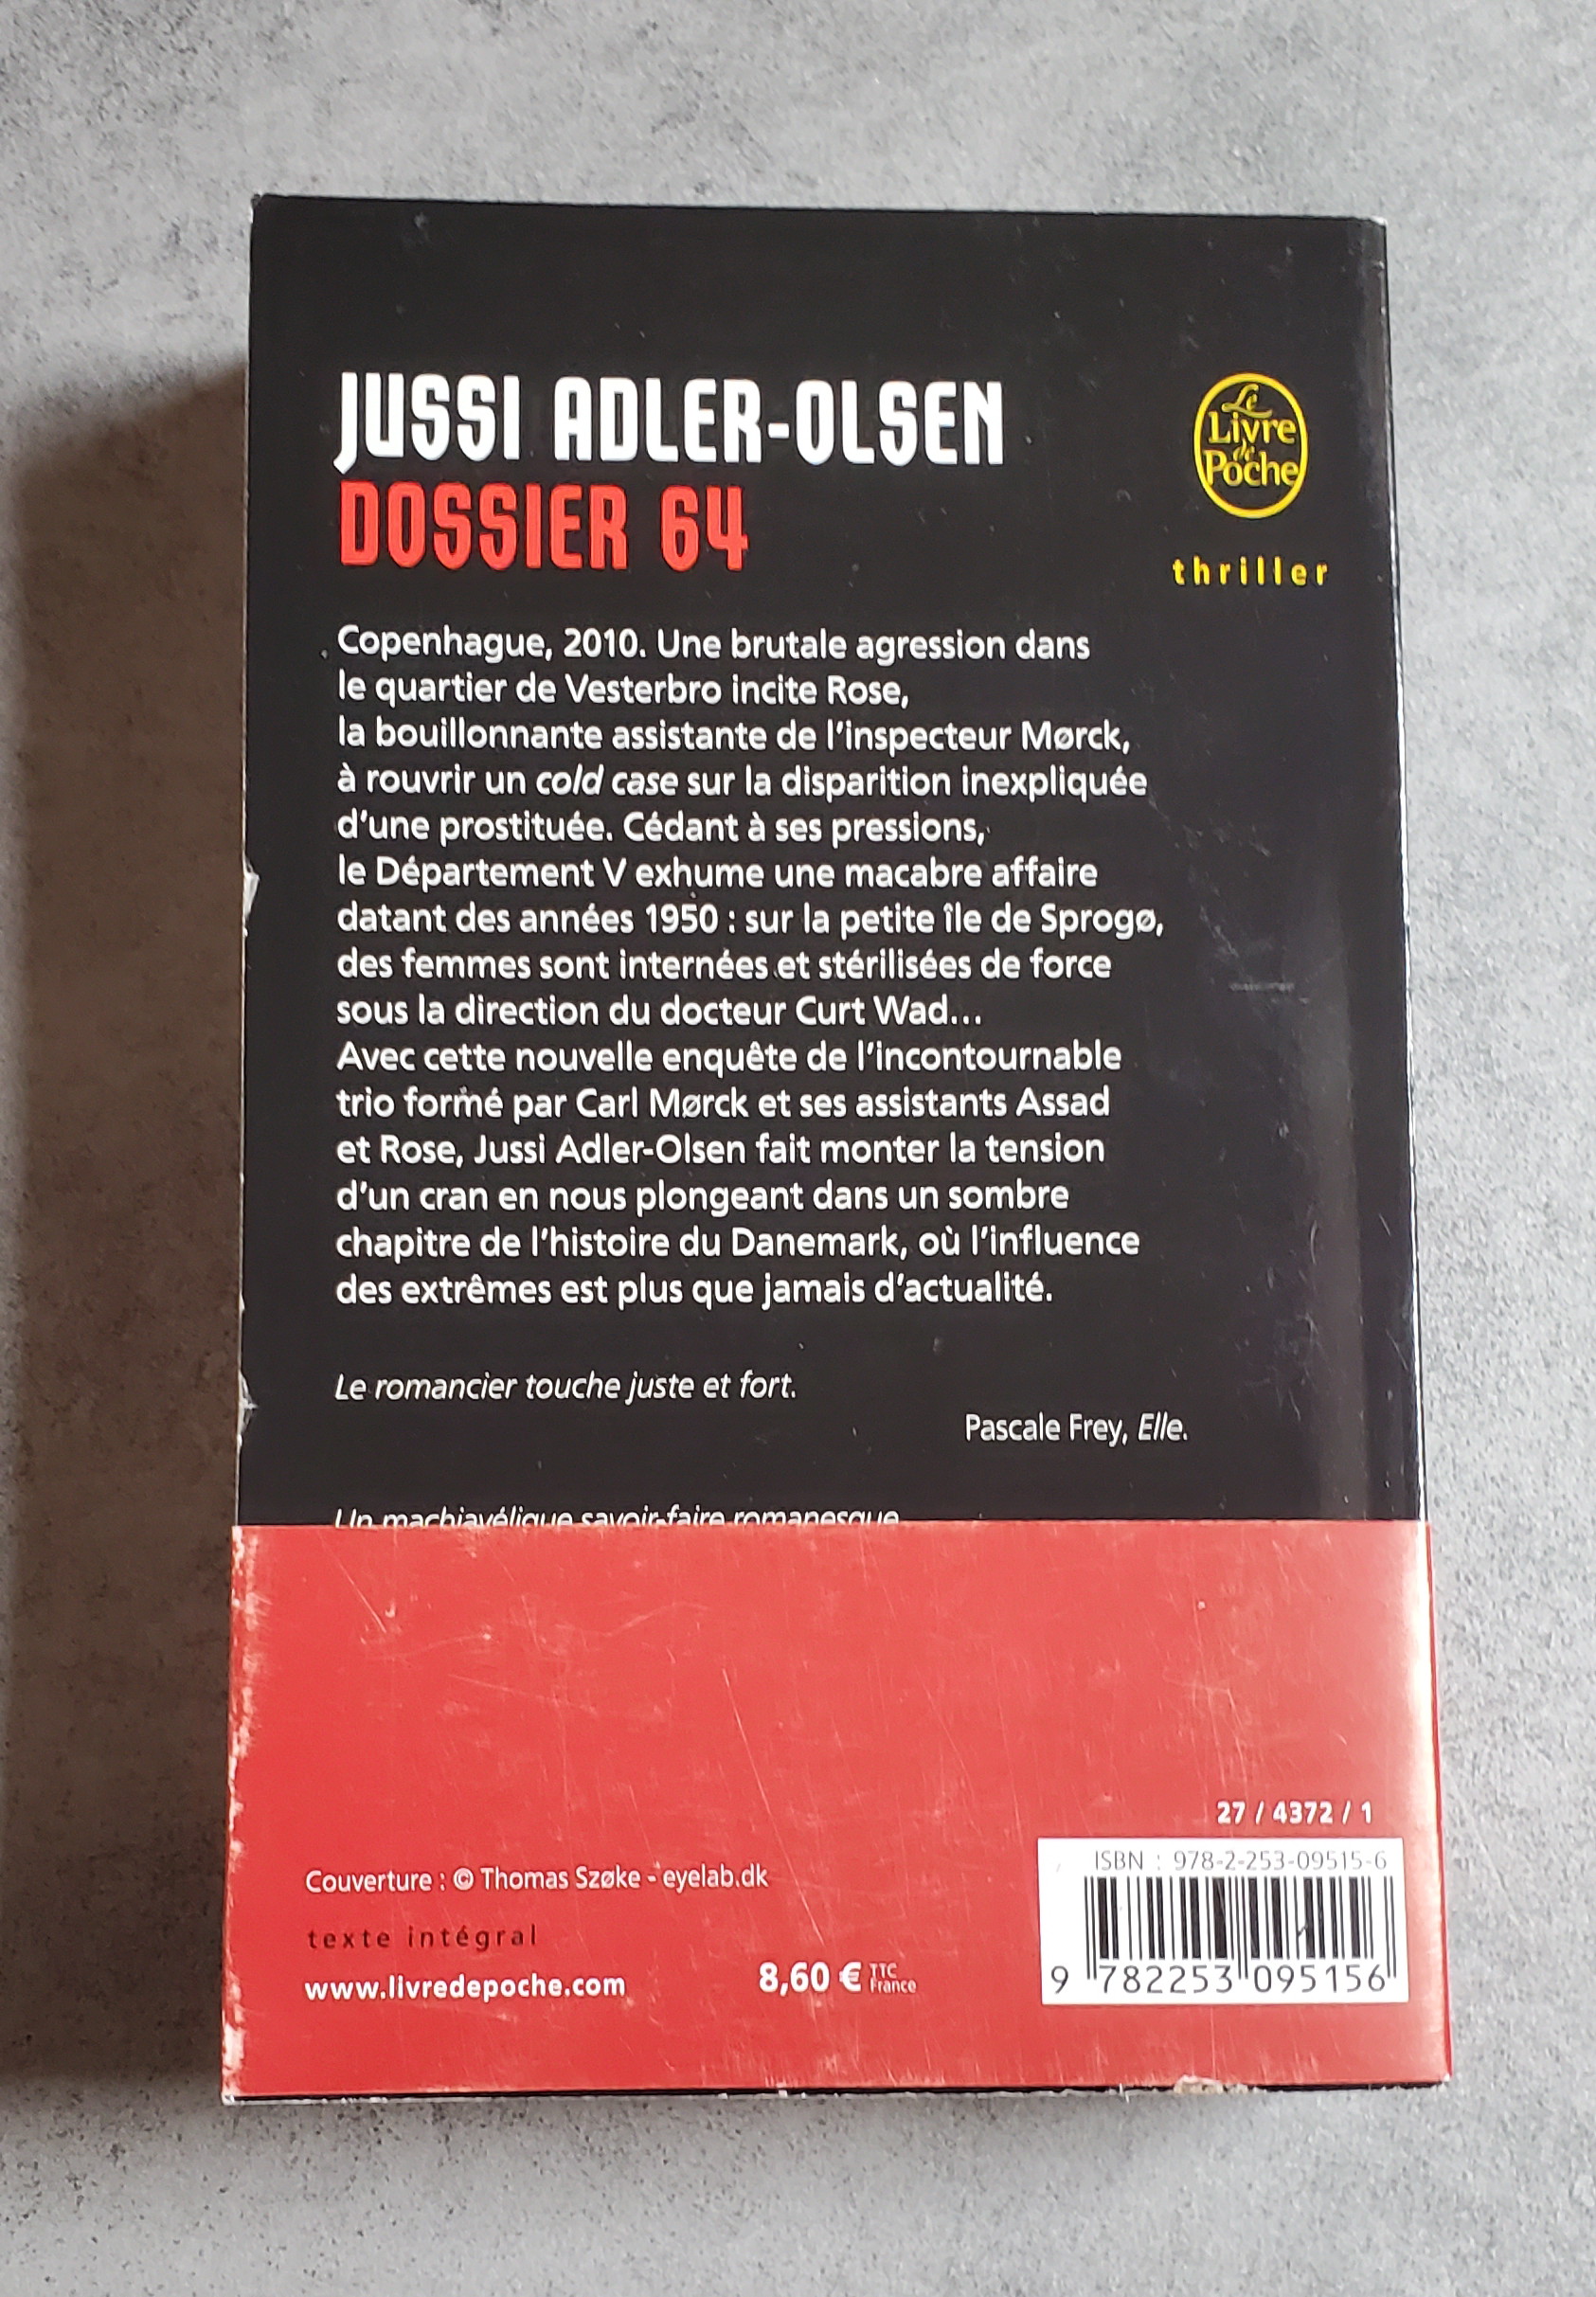 JUSSI ADLER-OLSEN
DOSSIER 64
Le
Livre
de
Poche
thriller
Copenhague, 2010. Une brutale agression dans
le quartier de Vesterbro incite Rose,
la bouillonnante assistante de l'inspecteur Mørck,
à rouvrir un cold case sur la disparition inexpliquée
d'une prostituée. Cédant à ses pressions,
le Département V exhume une macabre affaire
datant des années 1950 : sur la petite île de Sprogø,
des femmes sont internées et stérilisées de force
sous la direction du docteur Curt Wad...
Avec cette nouvelle enquête de l'incontournable
trio formé par Carl Mørck et ses assistants Assad
et Rose, Jussi Adler-Olsen fait monter la tension
d'un cran en nous plongeant dans un sombre
chapitre de l'histoire du Danemark, où l'influence
des extrêmes est plus que jamais d'actualité.
Le romancier touche juste et fort.
Pascale Frey, Elle.
Un machiavélique savoir-faire romanesque
27 / 4372 / 1
ISBN : 978-2-253-09515-6
Couverture : © Thomas Szøke - eyelab.dk
texte intégral
www.livredepoche.com
8,60 € TTC
France
9 782253 095156